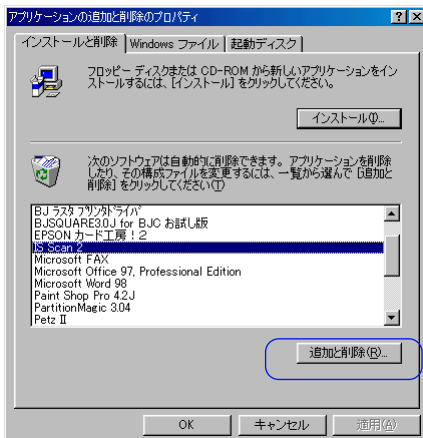 アプリケーションの追加と削除のプロパティ
インストールと削除 Windows ファイル 起動ディスク
フロッピー ディスクまたは CD-ROM から新しいアプリケーションをイン
ストールするには、[インストール] をクリックしてください。
インストール(I)...
次のソフトウェアは自動的に削除できます。アプリケーションを削除
したり、その構成ファイルを変更するには、一覧から選んで [追加と
削除] をクリックしてください(T)
BJ ラスタ プリンタドライバ
BJSQUARE3.0J for BJC お試し版
EPSON カード工房！2
IS Scan 2
Microsoft FAX
Microsoft Office 97, Professional Edition
Microsoft Word 98
Paint Shop Pro 4.2J
PartitionMagic 3.04
Petz II
追加と削除(R)...
OK キャンセル 適用(A)